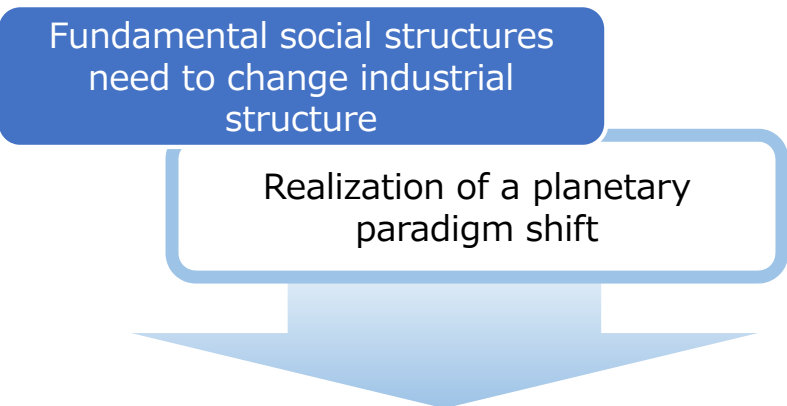 Fundamental social structures
need to change industrial
structure
Realization of a planetary
paradigm shift